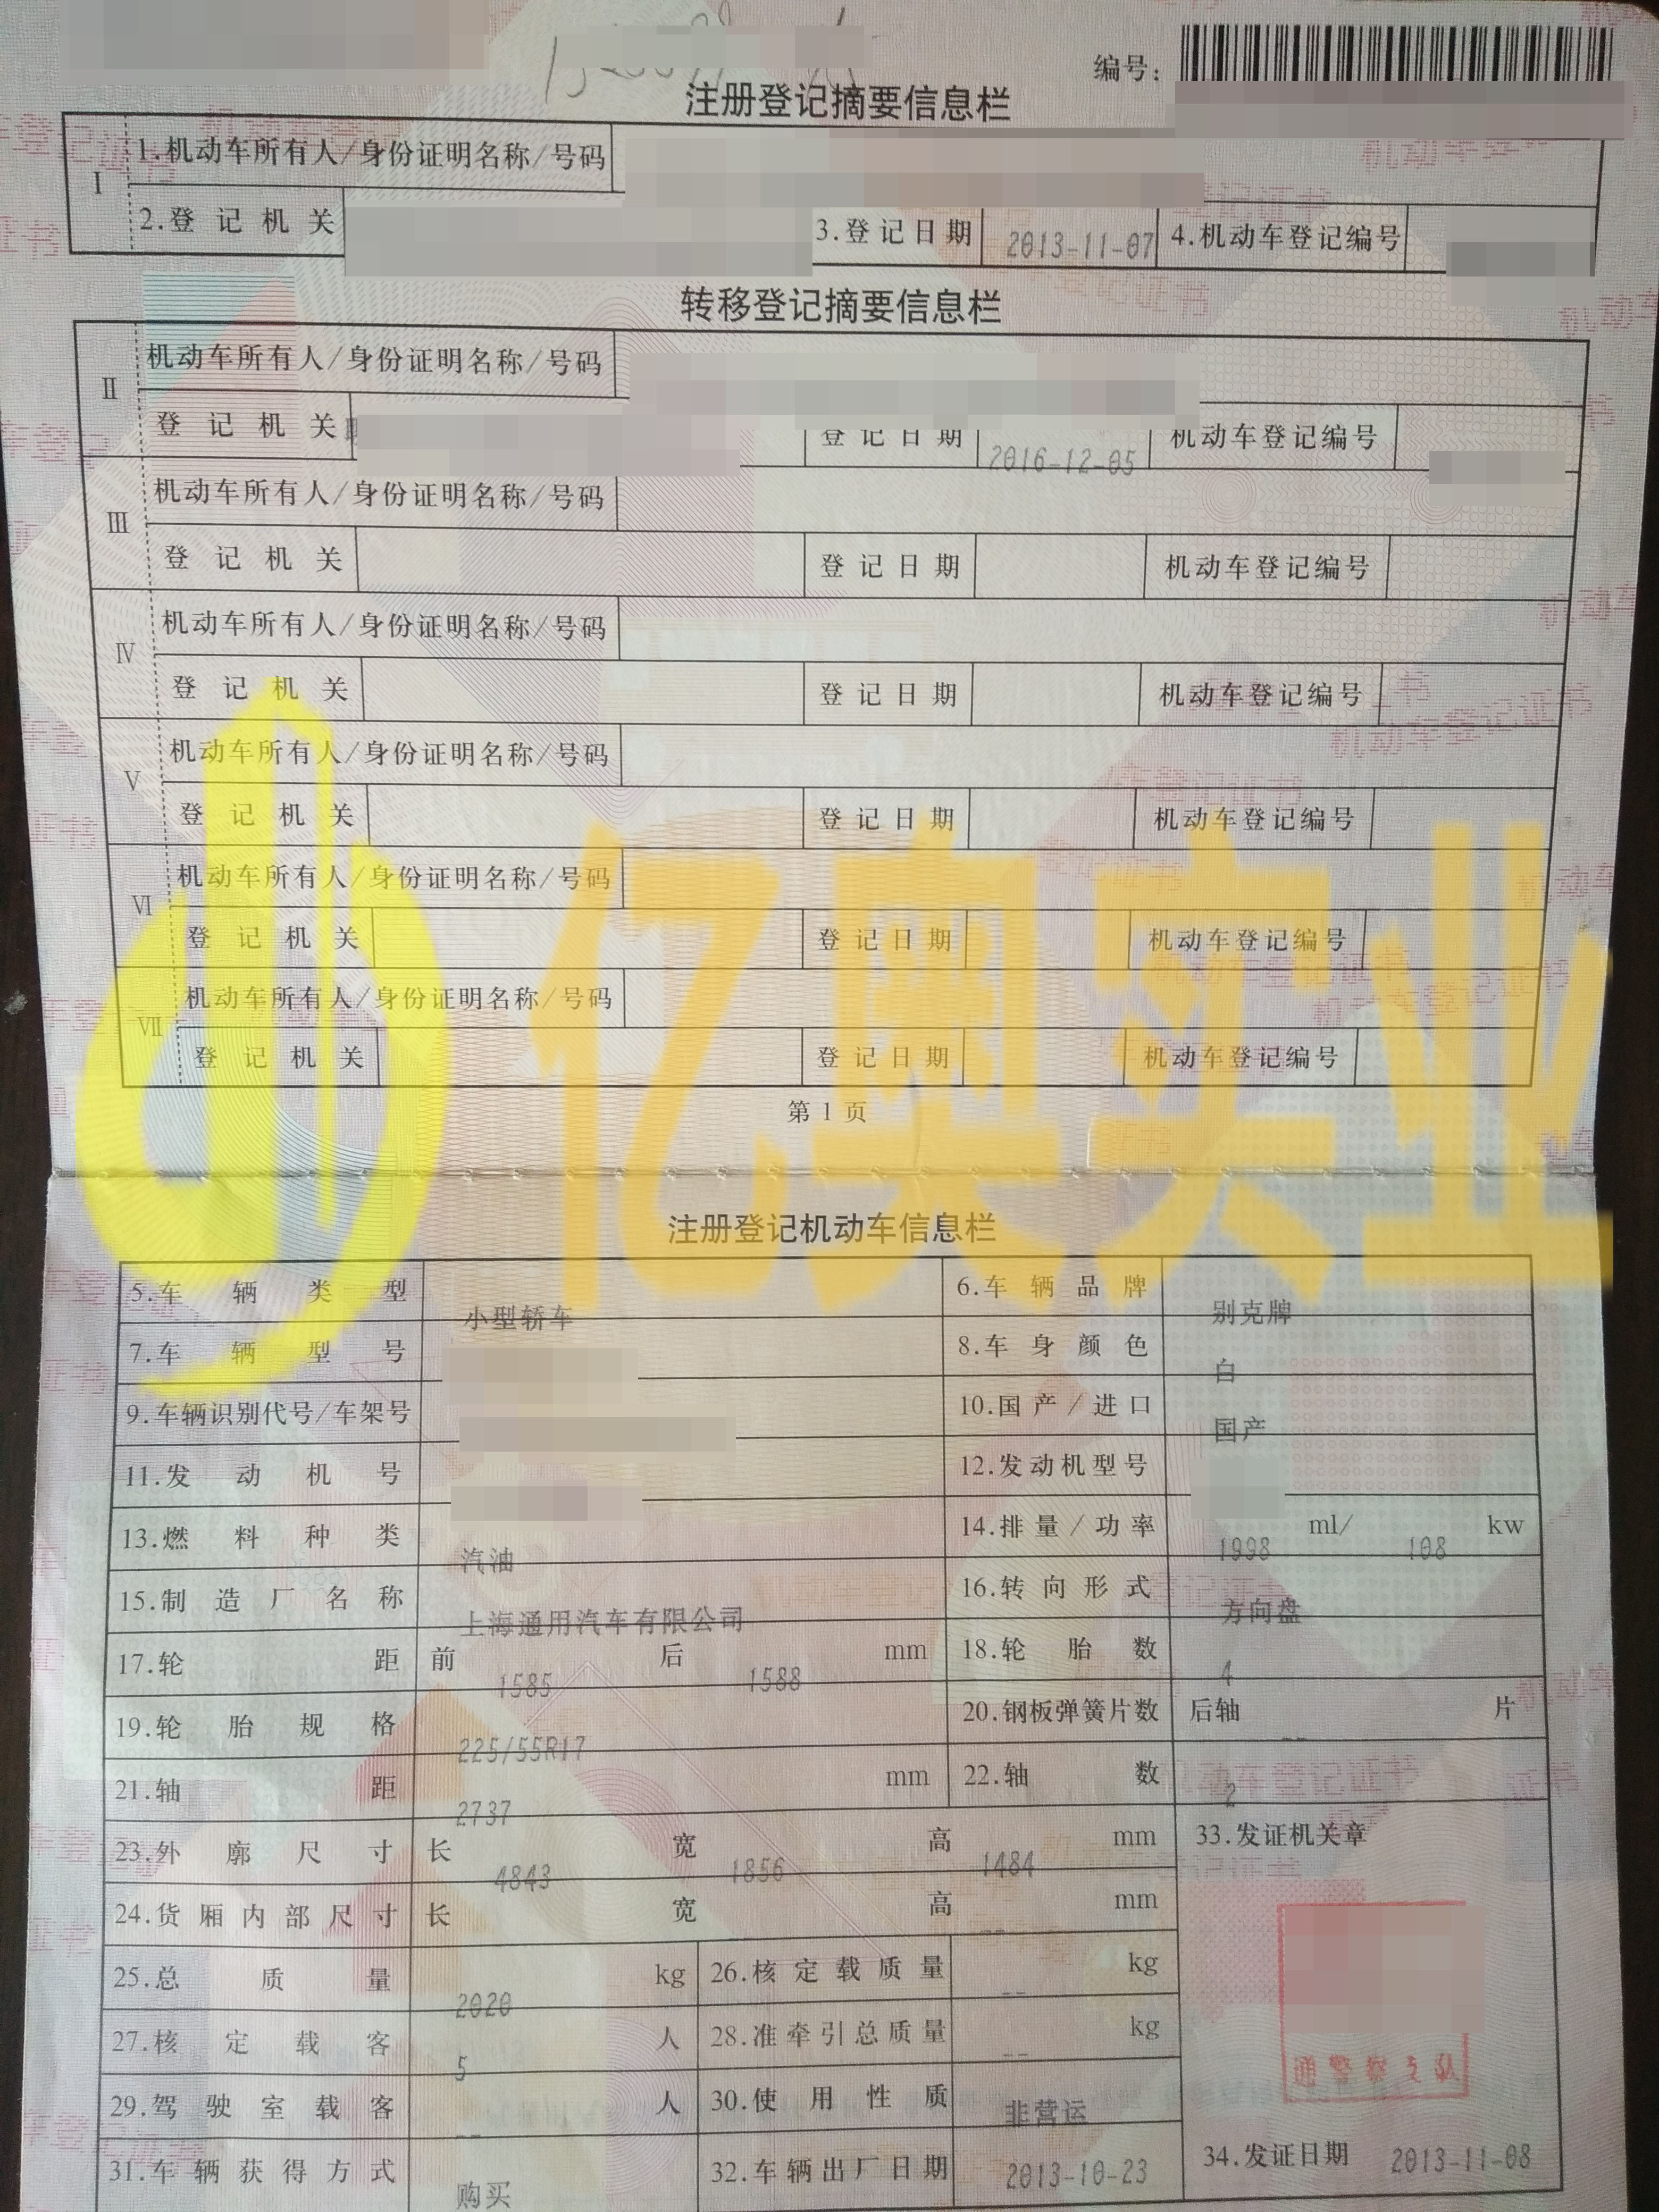 编号：
注册登记摘要信息栏
I
1.机动车所有人/身份证明名称/号码
2.登记机关 3.登记日期 2013-11-07 4.机动车登记编号
转移登记摘要信息栏
II
机动车所有人/身份证明名称/号码
登记机关 登记日期 2016-12-05 机动车登记编号
III
机动车所有人/身份证明名称/号码
登记机关 登记日期 机动车登记编号
IV
机动车所有人/身份证明名称/号码
登记机关 登记日期 机动车登记编号
V
机动车所有人/身份证明名称/号码
登记机关 登记日期 机动车登记编号
VI
机动车所有人/身份证明名称/号码
登记机关 登记日期 机动车登记编号
VII
机动车所有人/身份证明名称/号码
登记机关 登记日期 机动车登记编号
亿奥实业
第 1 页
注册登记机动车信息栏
5.车辆类型 小型轿车 6.车辆品牌 别克牌
7.车辆型号 8.车身颜色 白
9.车辆识别代号/车架号 10.国产/进口 国产
11.发动机号 12.发动机型号
13.燃料种类 汽油 14.排量/功率 1998 ml/ 108 kw
15.制造厂名称 上海通用汽车有限公司 16.转向形式 方向盘
17.轮距 前 1585 后 1588 mm 18.轮胎数 4
19.轮胎规格 225/55R17 20.钢板弹簧片数 后轴 -- 片
21.轴距 2737 mm 22.轴数 2
23.外廓尺寸 长 4843 宽 1856 高 1484 mm 33.发证机关章
24.货厢内部尺寸 长 宽 -- 高 -- mm
25.总质量 2020 kg 26.核定载质量 -- kg
27.核定载客 5 人 28.准牵引总质量 -- kg
通警察支队
29.驾驶室载客 -- 人 30.使用性质 非营运
31.车辆获得方式 购买 32.车辆出厂日期 2013-10-23 34.发证日期 2013-11-08